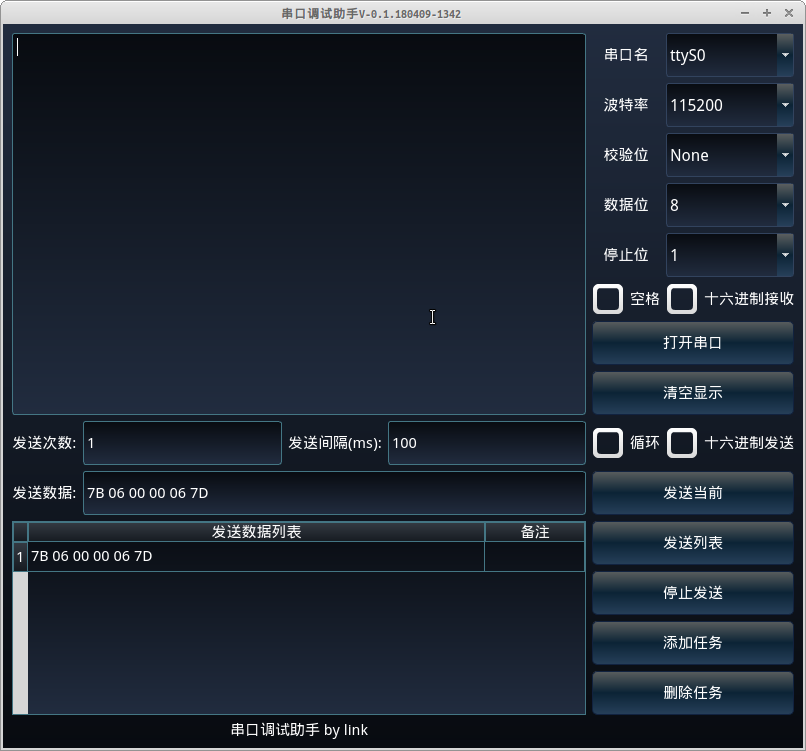 串口调试助手V-0.1.180409-1342
串口名 ttyS0
波特率 115200
校验位 None
数据位 8
停止位 1
空格 十六进制接收
打开串口
清空显示
发送次数: 1 发送间隔(ms): 100 循环 十六进制发送
发送数据: 7B 06 00 00 06 7D 发送当前
发送数据列表 备注
1 7B 06 00 00 06 7D
发送列表
停止发送
添加任务
删除任务
串口调试助手 by link